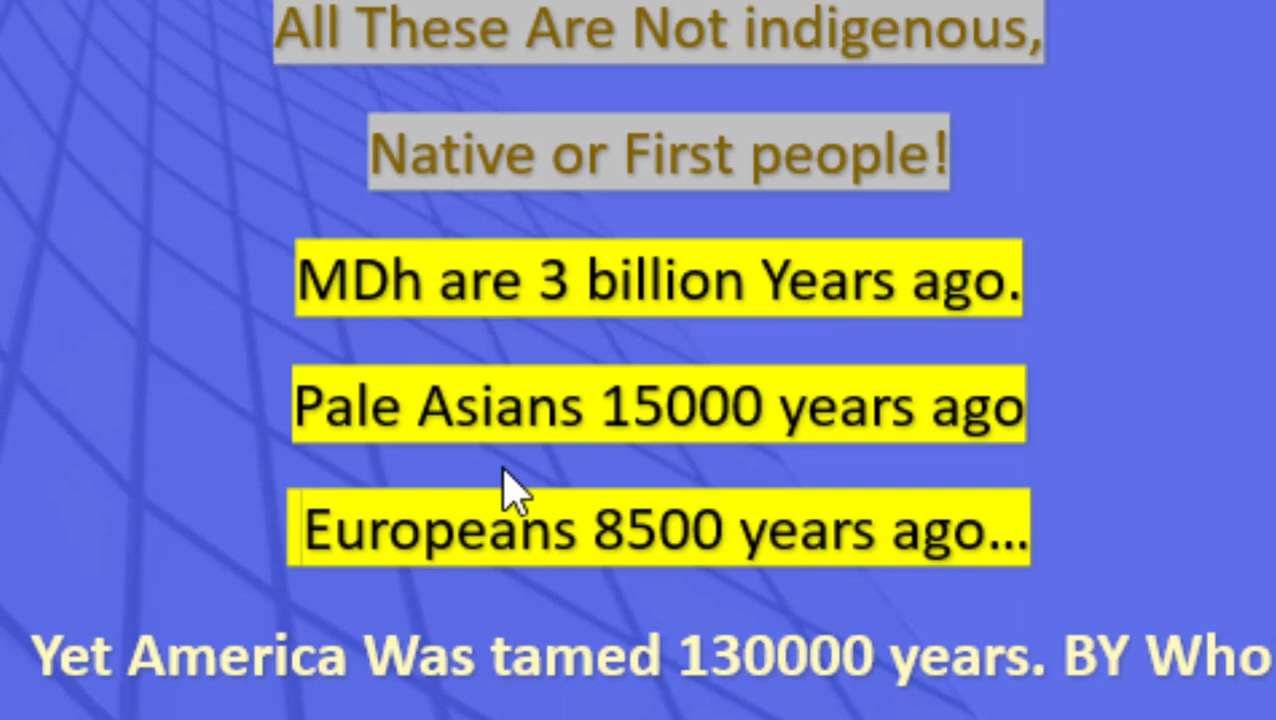 All These Are Not indigenous,
Native or First people!
MDh are 3 billion Years ago.
Pale Asians 15000 years ago
Europeans 8500 years ago...
Yet America Was tamed 130000 years. BY Who